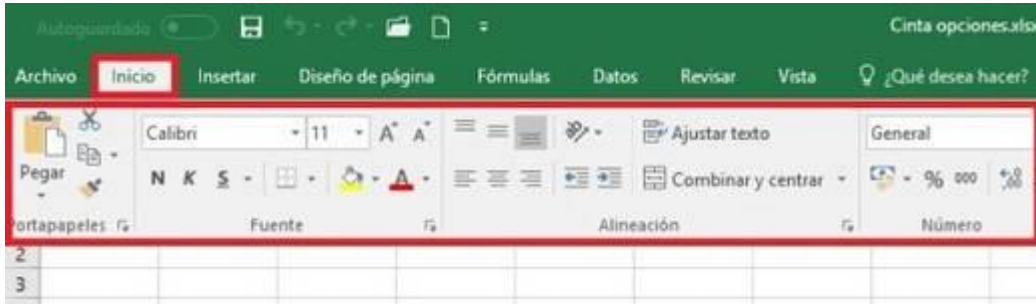 Autoguardado
Cinta opciones.xlsx
Archivo Inicio Insertar Diseño de página Fórmulas Datos Revisar Vista ¿Qué desea hacer?
Calibri 11 A A Ajustar texto General
Pegar N K S A Combinar y centrar % 000
Portapapeles Fuente Alineación Número
2
3